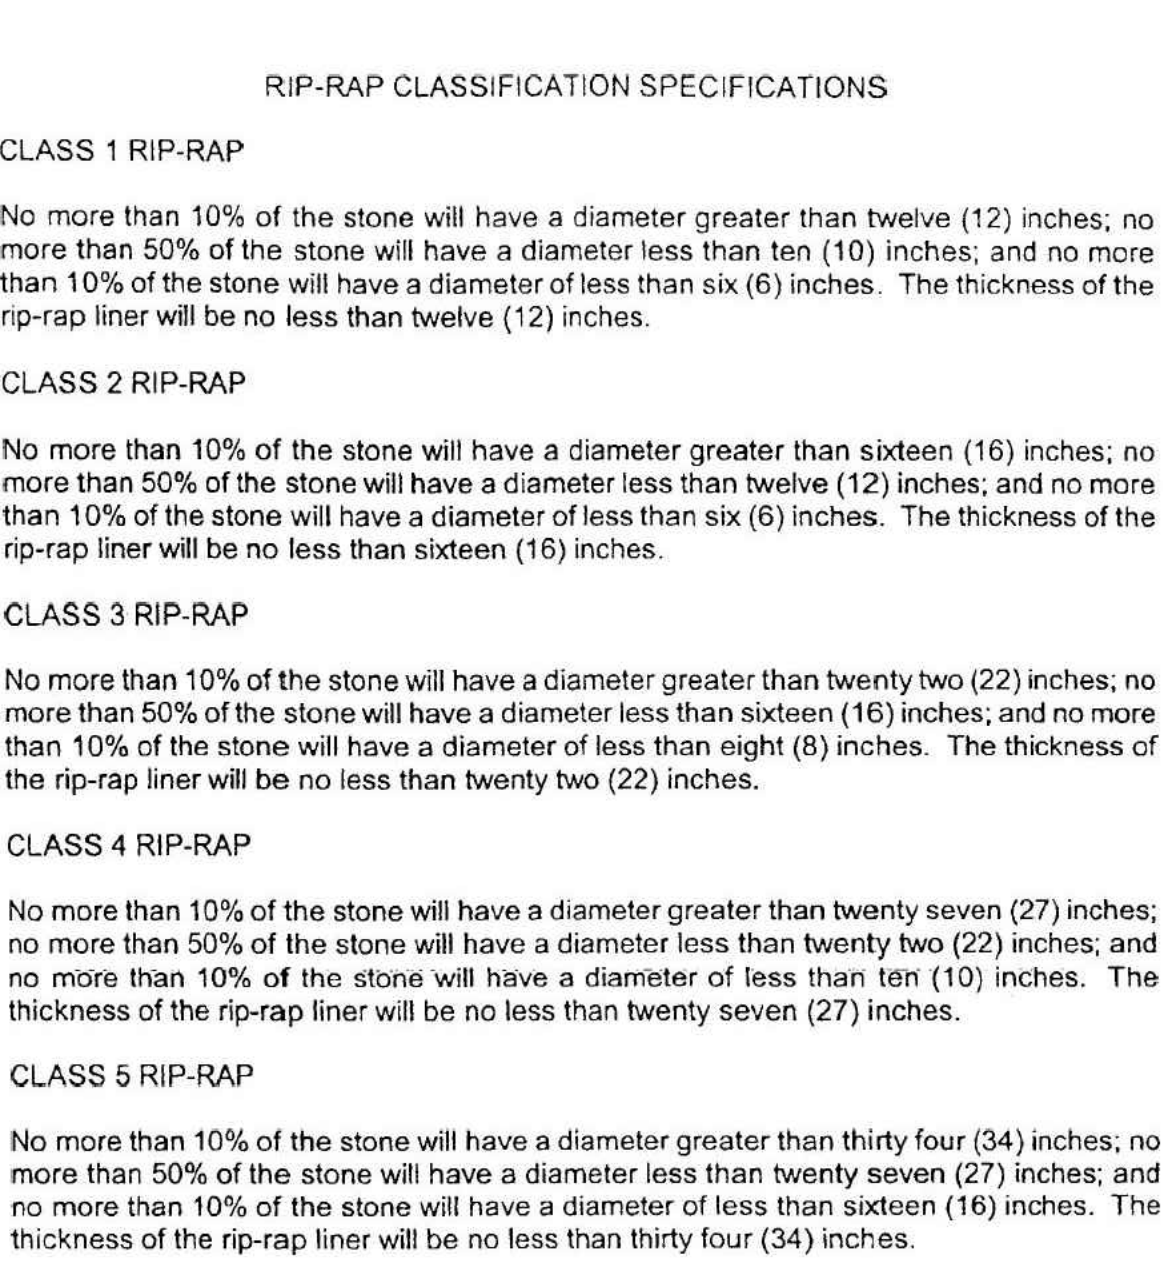 RIP-RAP CLASSIFICATION SPECIFICATIONS
CLASS 1 RIP-RAP
No more than 10% of the stone will have a diameter greater than twelve (12) inches; no
more than 50% of the stone will have a diameter less than ten (10) inches; and no more
than 10% of the stone will have a diameter of less than six (6) inches. The thickness of the
rip-rap liner will be no less than twelve (12) inches.
CLASS 2 RIP-RAP
No more than 10% of the stone will have a diameter greater than sixteen (16) inches; no
more than 50% of the stone will have a diameter less than twelve (12) inches; and no more
than 10% of the stone will have a diameter of less than six (6) inches. The thickness of the
rip-rap liner will be no less than sixteen (16) inches.
CLASS 3 RIP-RAP
No more than 10% of the stone will have a diameter greater than twenty two (22) inches; no
more than 50% of the stone will have a diameter less than sixteen (16) inches; and no more
than 10% of the stone will have a diameter of less than eight (8) inches. The thickness of
the rip-rap liner will be no less than twenty two (22) inches.
CLASS 4 RIP-RAP
No more than 10% of the stone will have a diameter greater than twenty seven (27) inches;
no more than 50% of the stone will have a diameter less than twenty two (22) inches; and
no more than 10% of the stone will have a diameter of less than ten (10) inches. The
thickness of the rip-rap liner will be no less than twenty seven (27) inches.
CLASS 5 RIP-RAP
No more than 10% of the stone will have a diameter greater than thirty four (34) inches; no
more than 50% of the stone will have a diameter less than twenty seven (27) inches; and
no more than 10% of the stone will have a diameter of less than sixteen (16) inches. The
thickness of the rip-rap liner will be no less than thirty four (34) inches.